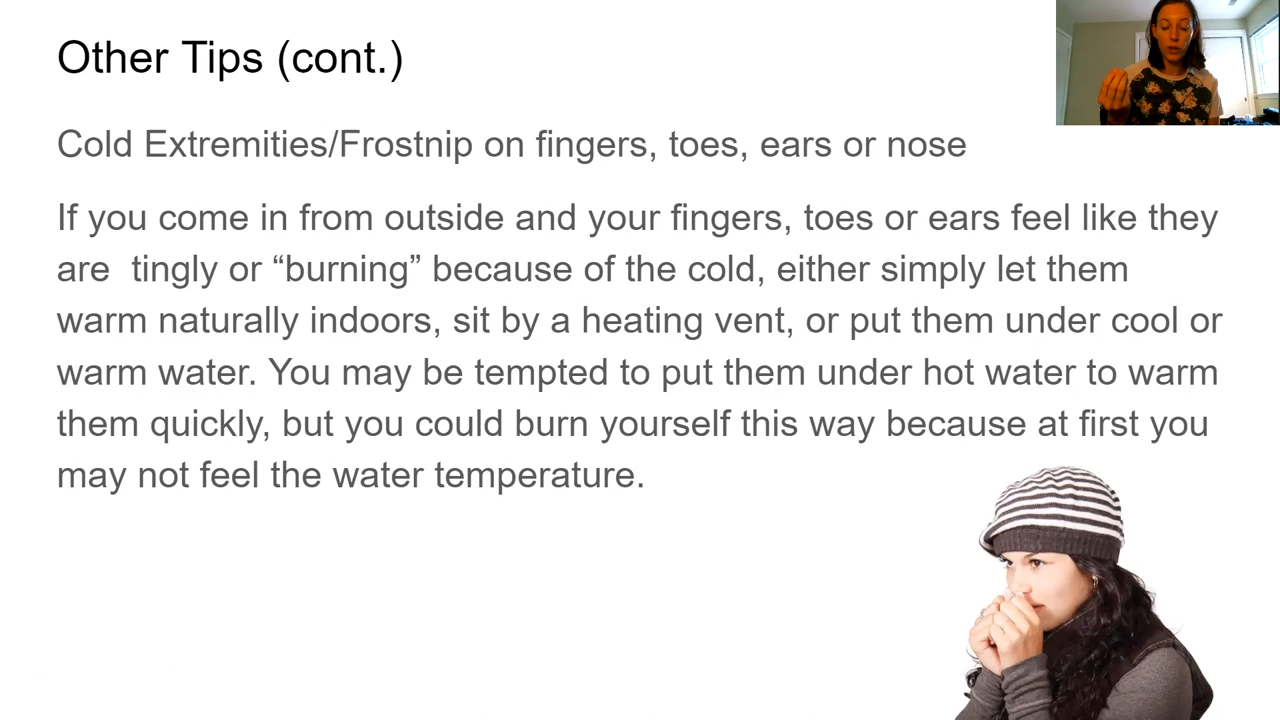 Other Tips (cont.)
Cold Extremities/Frostnip on fingers, toes, ears or nose
If you come in from outside and your fingers, toes or ears feel like they
are  tingly or “burning” because of the cold, either simply let them
warm naturally indoors, sit by a heating vent, or put them under cool or
warm water. You may be tempted to put them under hot water to warm
them quickly, but you could burn yourself this way because at first you
may not feel the water temperature.